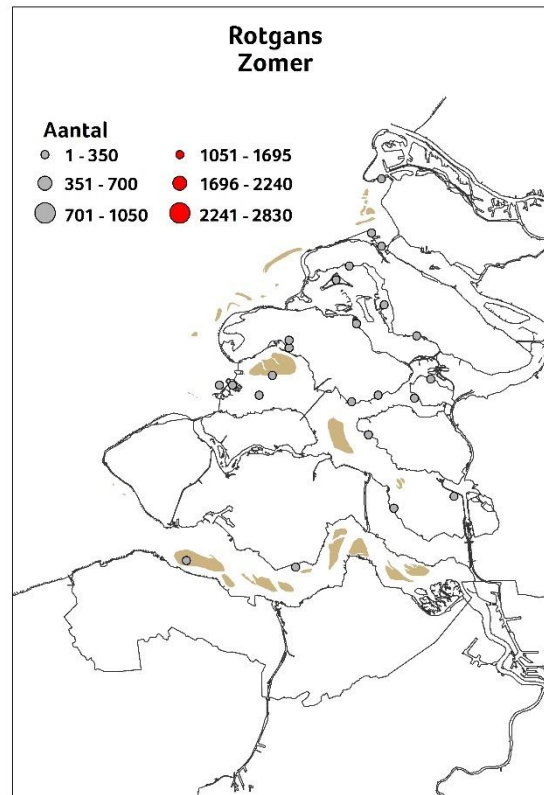 Rotgans
Zomer
Aantal
1 - 350
351 - 700
701 - 1050
1051 - 1695
1696 - 2240
2241 - 2830